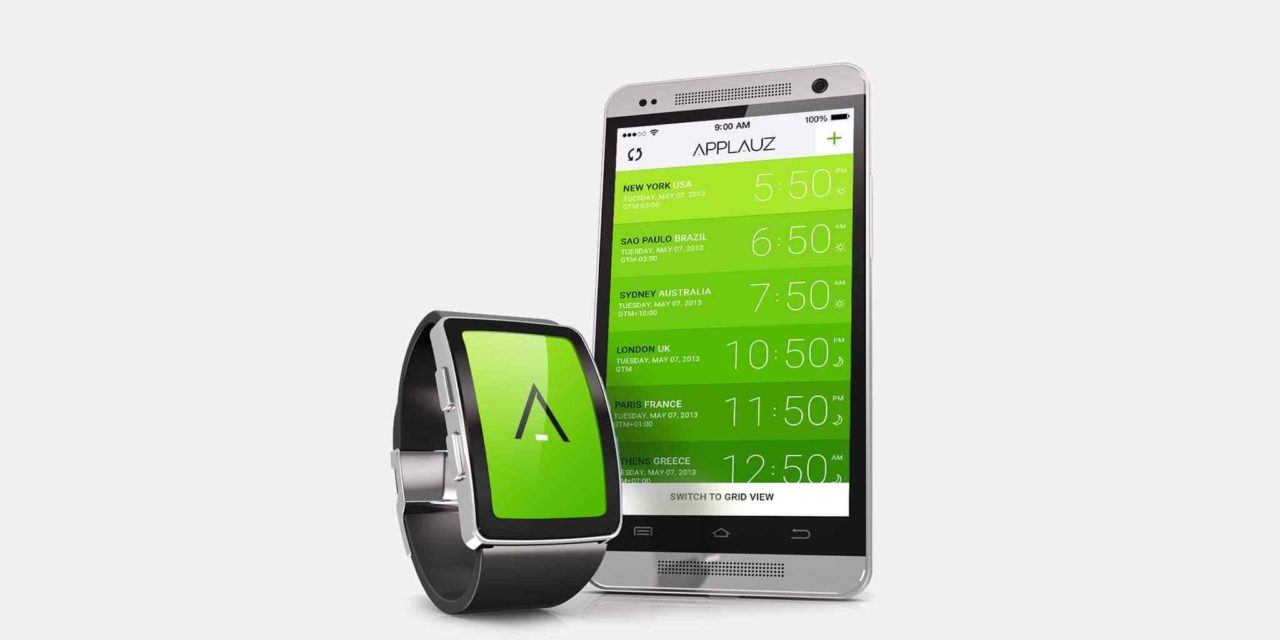 9:00 AM
100%
APPLAUZ
+
NEW YORK USA
5:50 PM
TUESDAY, MAY 07, 2013
GTM-05:00
SAO PAULO BRAZIL
6:50 AM
TUESDAY, MAY 07, 2013
GTM-03:00
SYDNEY AUSTRALIA
7:50 AM
TUESDAY, MAY 07, 2013
GTM+10:00
LONDON UK
10:50 PM
TUESDAY, MAY 07, 2013
GTM
PARIS FRANCE
11:50 PM
TUESDAY, MAY 07, 2013
GTM+01:00
THENS GREECE
12:50 AM
TUESDAY, MAY 07, 2013
M+02:00
SWITCH TO GRID VIEW